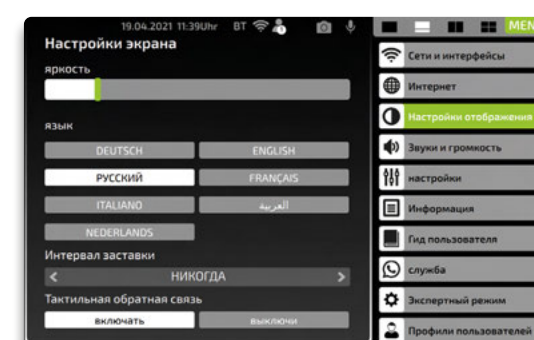 19.04.2021 11:39Uhr BT
Настройки экрана
яркость
язык
DEUTSCH
ENGLISH
РУССКИЙ
FRANÇAIS
ITALIANO
العربية
NEDERLANDS
Интервал заставки
НИКОГДА
Тактильная обратная связь
включать
выключи
MEN
Сети и интерфейсы
Интернет
Настройки отображения
Звуки и громкость
настройки
Информация
Гид пользователя
служба
Экспертный режим
Профили пользователей